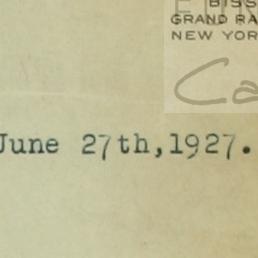 BISS
GRAND RA
NEW YOR
Ca
June 27th, 1927.